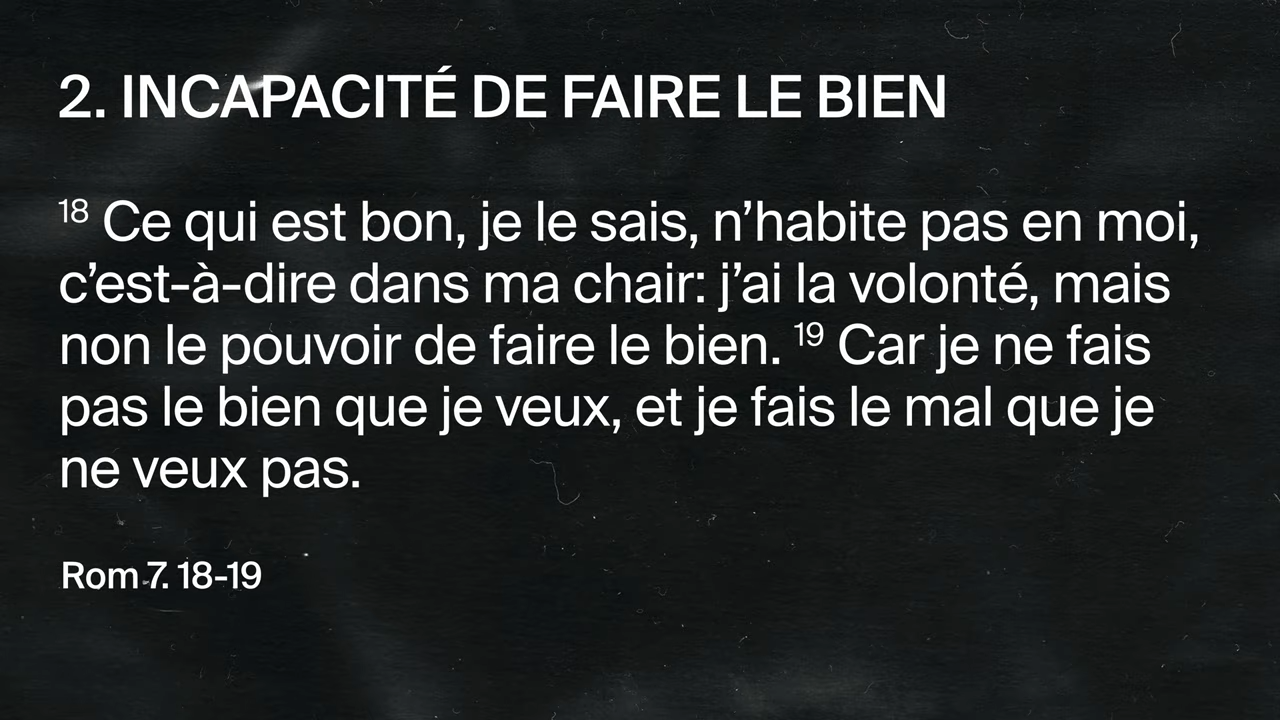 2. INCAPACITÉ DE FAIRE LE BIEN
18 Ce qui est bon, je le sais, n’habite pas en moi,
c’est-à-dire dans ma chair: j’ai la volonté, mais
non le pouvoir de faire le bien. 19 Car je ne fais
pas le bien que je veux, et je fais le mal que je
ne veux pas.
Rom 7. 18-19